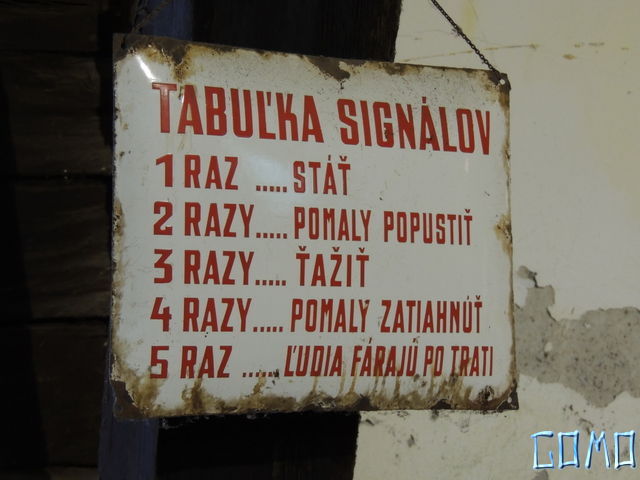 TABUĽKA SIGNÁLOV
1 RAZ ..... STÁŤ
2 RAZY..... POMALY POPUSTIŤ
3 RAZY..... ŤAŽIŤ
4 RAZY..... POMALY ZATIAHNÚŤ
5 RAZ ...... ĽUDIA FÁRAJÚ PO TRATI
COMO